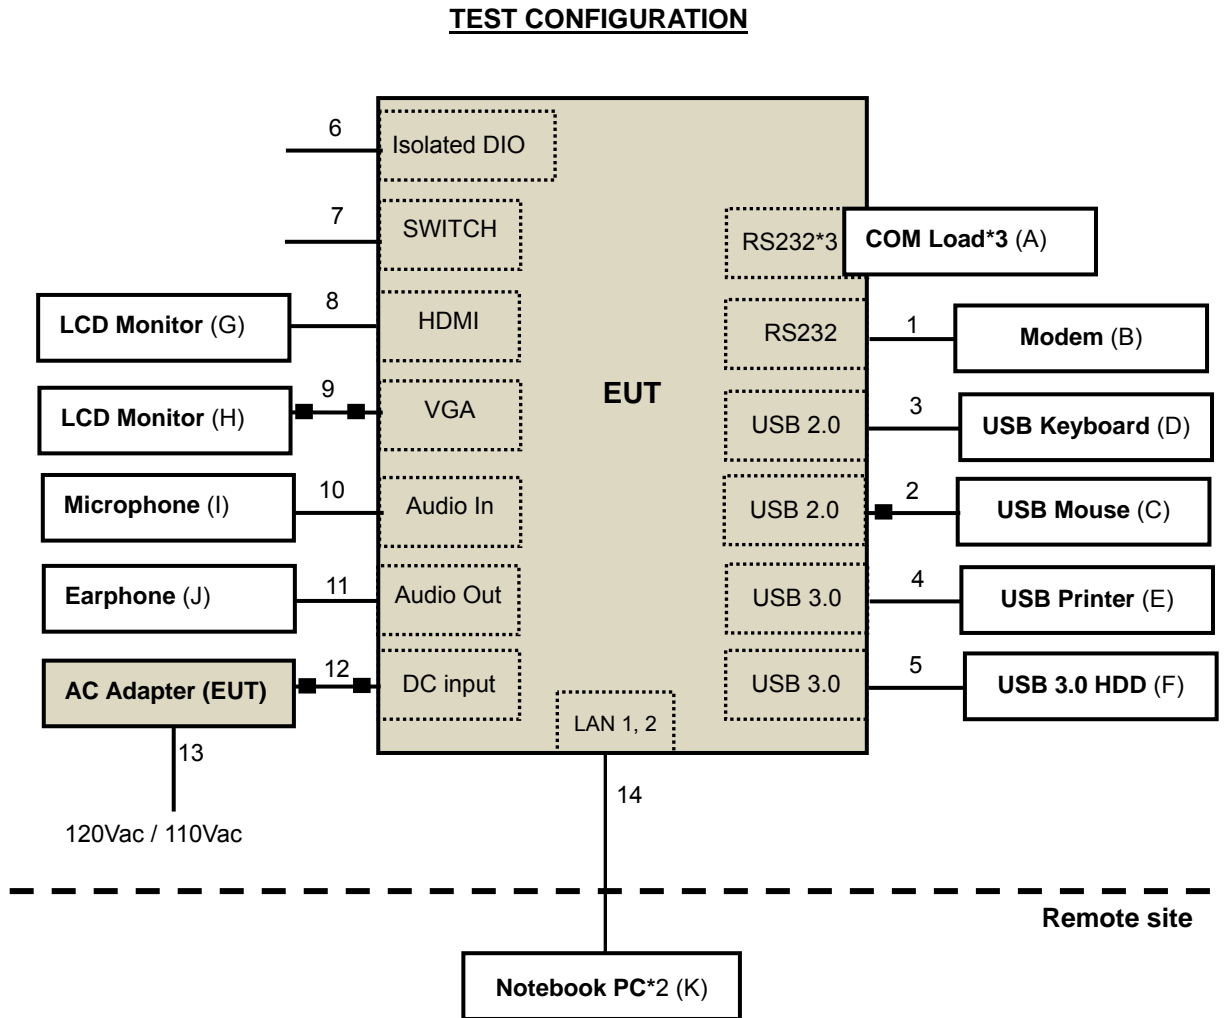 TEST CONFIGURATION
6
Isolated DIO
7
SWITCH
RS232*3
COM Load*3 (A)
LCD Monitor (G)
8
HDMI
RS232
1
Modem (B)
EUT
LCD Monitor (H)
9
VGA
USB 2.0
3
USB Keyboard (D)
Microphone (I)
10
Audio In
USB 2.0
2
USB Mouse (C)
Earphone (J)
11
Audio Out
USB 3.0
4
USB Printer (E)
AC Adapter (EUT)
12
DC input
USB 3.0
5
USB 3.0 HDD (F)
LAN 1, 2
13
14
120Vac / 110Vac
Remote site
Notebook PC*2 (K)